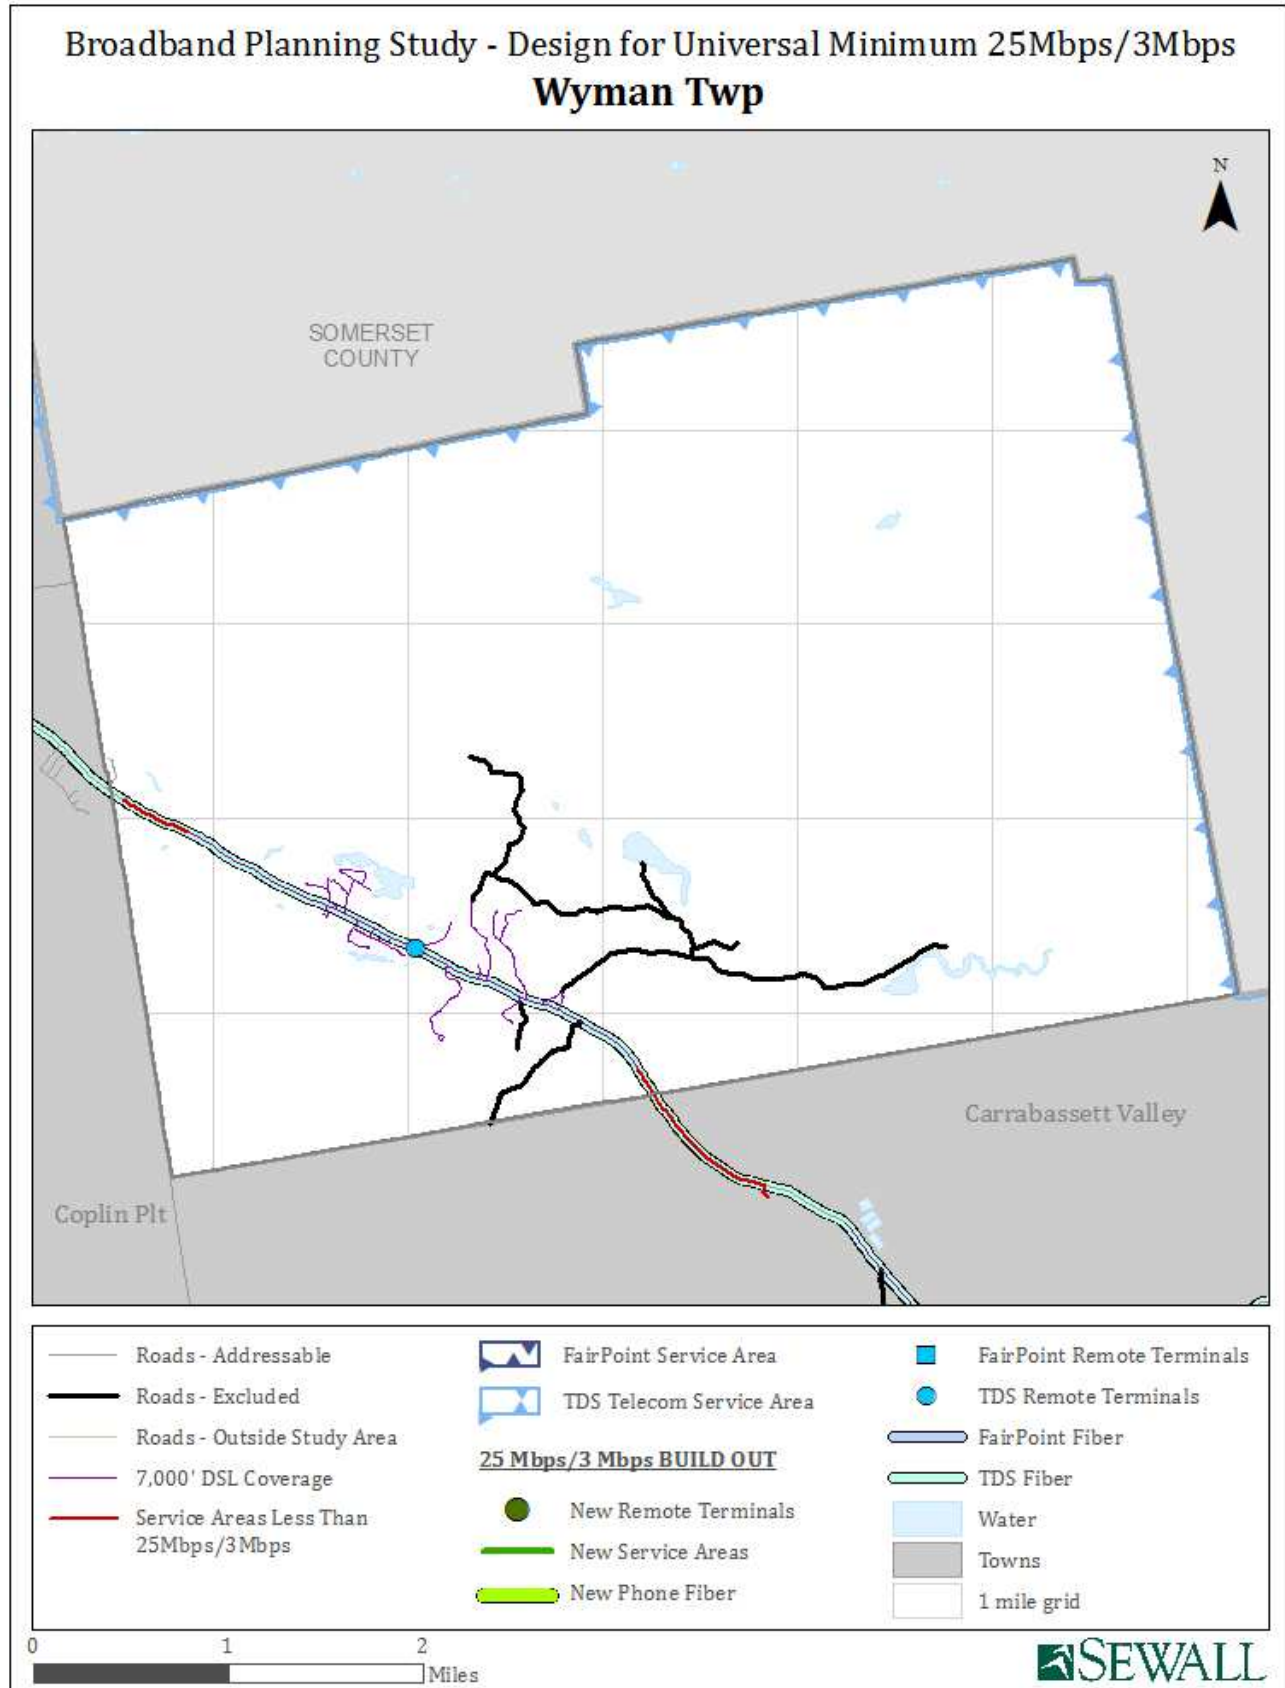 Broadband Planning Study - Design for Universal Minimum 25Mbps/3Mbps
Wyman Twp
N
SOMERSET
COUNTY
Carrabassett Valley
Coplin Plt
Roads - Addressable
Roads - Excluded
Roads - Outside Study Area
7,000' DSL Coverage
Service Areas Less Than
25Mbps/3Mbps
FairPoint Service Area
TDS Telecom Service Area
25 Mbps/3 Mbps BUILD OUT
New Remote Terminals
New Service Areas
New Phone Fiber
FairPoint Remote Terminals
TDS Remote Terminals
FairPoint Fiber
TDS Fiber
Water
Towns
1 mile grid
0 1 2
Miles
SEWALL